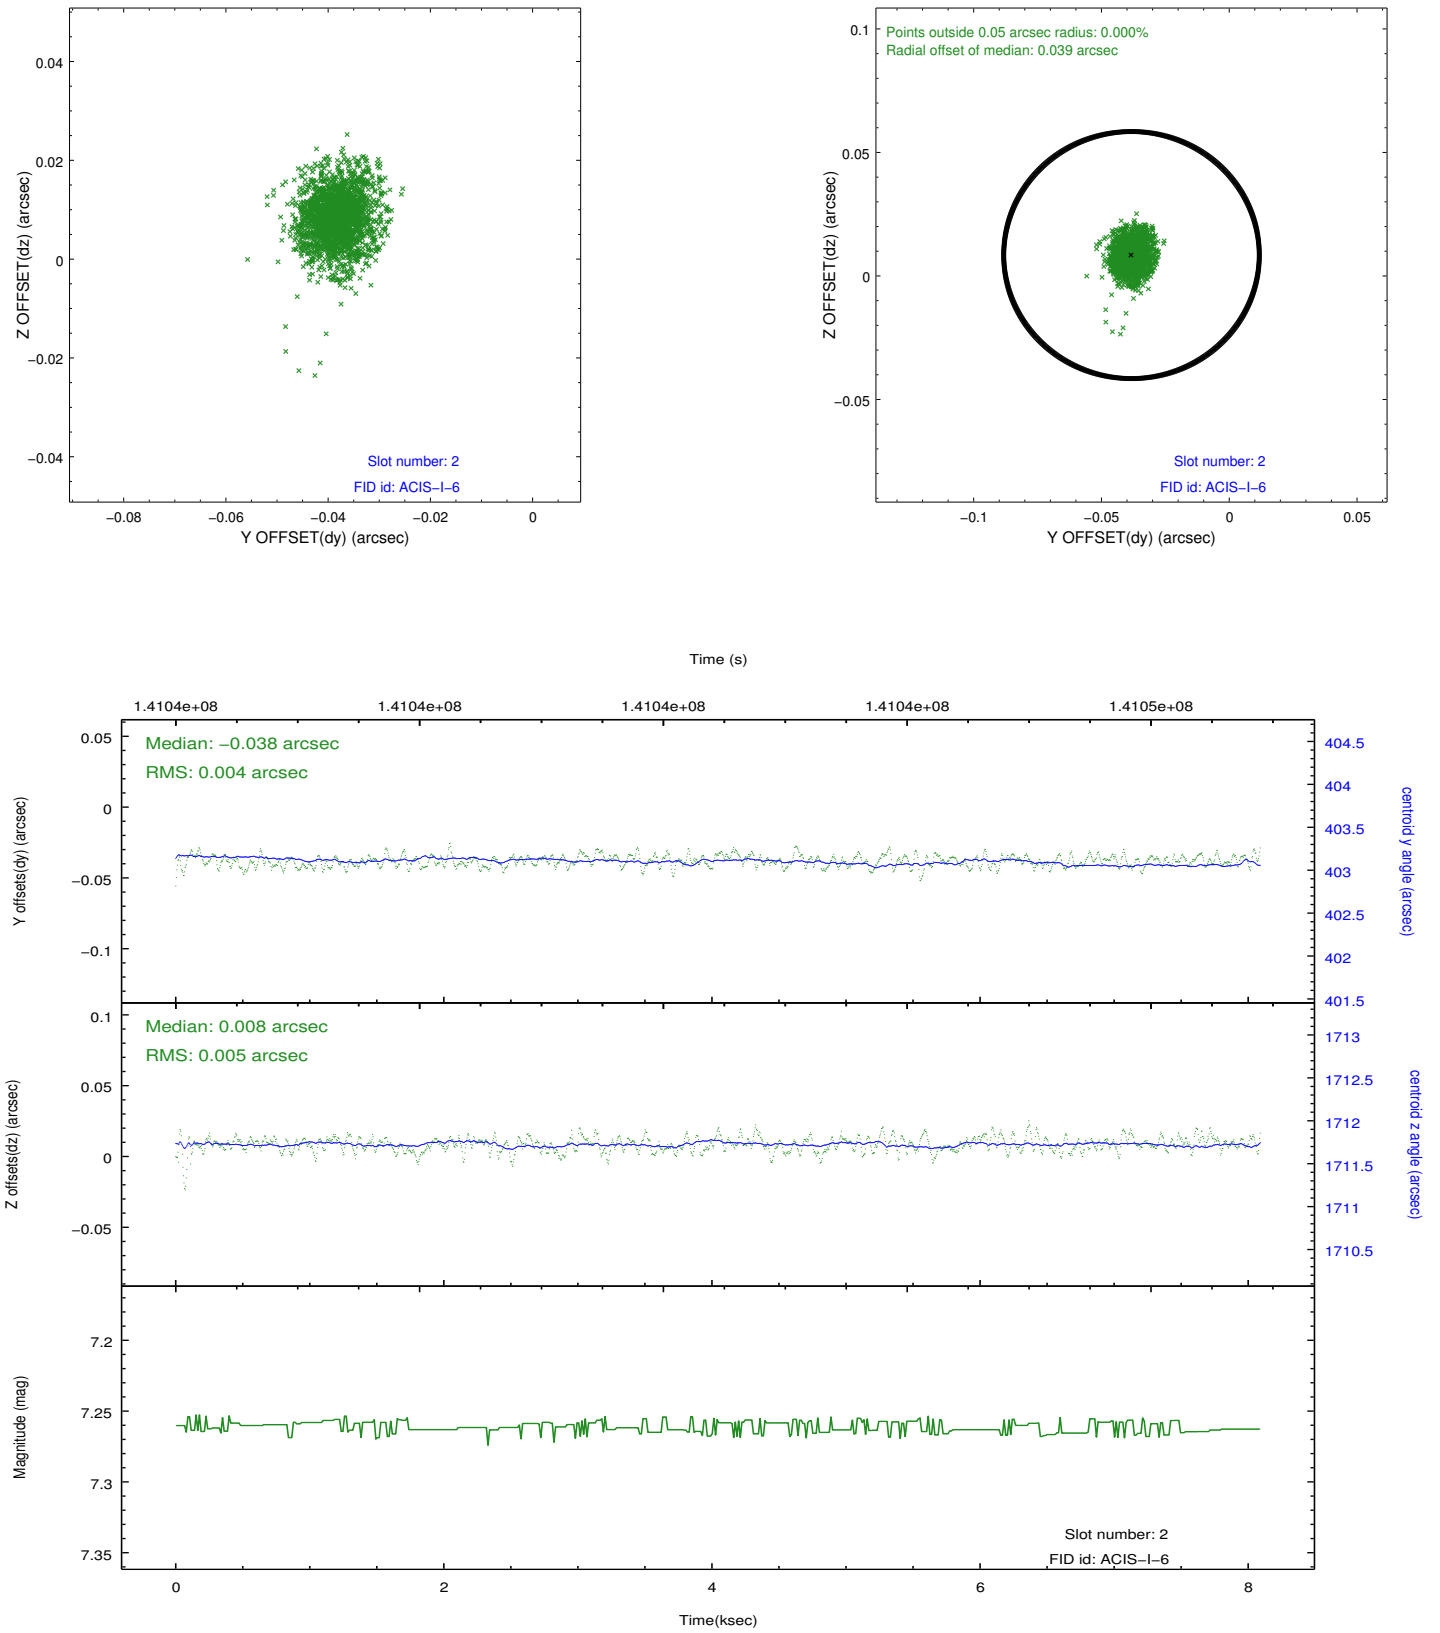 0.04
0.02
0
−0.02
−0.04
Z OFFSET(dz) (arcsec)
Slot number: 2
FID id: ACIS−I−6
−0.08
−0.06
−0.04
−0.02
0
Y OFFSET(dy) (arcsec)
Points outside 0.05 arcsec radius: 0.000%
Radial offset of median: 0.039 arcsec
0.1
0.05
0
−0.05
Z OFFSET(dz) (arcsec)
Slot number: 2
FID id: ACIS−I−6
−0.1
−0.05
0
0.05
Y OFFSET(dy) (arcsec)
Time (s)
1.4104e+08
1.4104e+08
1.4104e+08
1.4104e+08
1.4105e+08
Median: −0.038 arcsec
RMS: 0.004 arcsec
0.05
0
−0.05
−0.1
Y offsets(dy) (arcsec)
404.5
404
403.5
403
402.5
402
401.5
centroid y angle (arcsec)
Median: 0.008 arcsec
RMS: 0.005 arcsec
0.1
0.05
0
−0.05
Z offsets(dz) (arcsec)
1713
1712.5
1712
1711.5
1711
1710.5
centroid z angle (arcsec)
7.2
7.25
7.3
7.35
Magnitude (mag)
Slot number: 2
FID id: ACIS−I−6
0
2
4
6
8
Time(ksec)